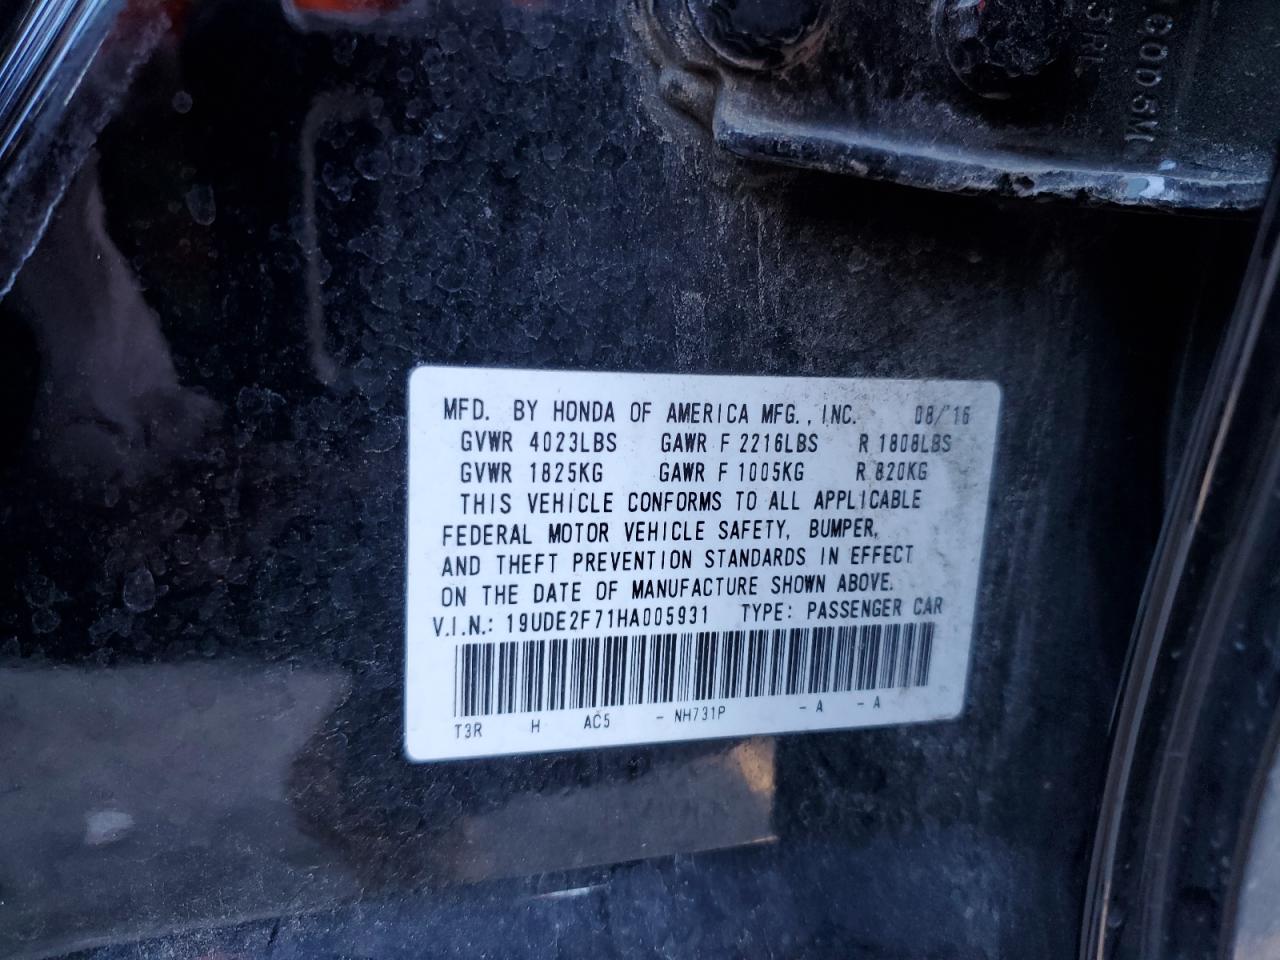 3RL
C005M
MFD. BY HONDA OF AMERICA MFG., INC. 08/'16
GVWR 4023LBS GAWR F 2216LBS R 1808LBS
GVWR 1825KG GAWR F 1005KG R 820KG
THIS VEHICLE CONFORMS TO ALL APPLICABLE
FEDERAL MOTOR VEHICLE SAFETY, BUMPER,
AND THEFT PREVENTION STANDARDS IN EFFECT
ON THE DATE OF MANUFACTURE SHOWN ABOVE.
V.I.N.: 19UDE2F71HA005931 TYPE: PASSENGER CAR
T3R H AC5 - NH731P - A - A